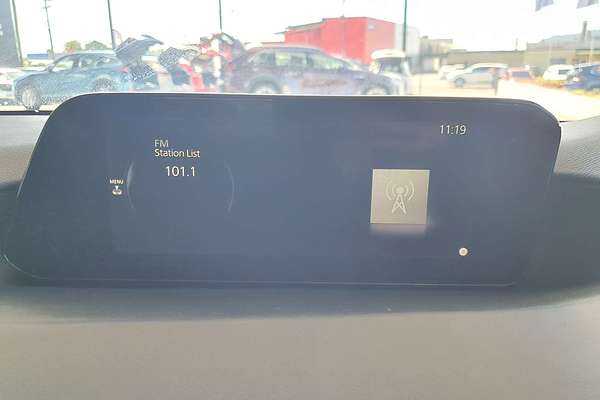 11:19
FM
Station List
101.1
MENU